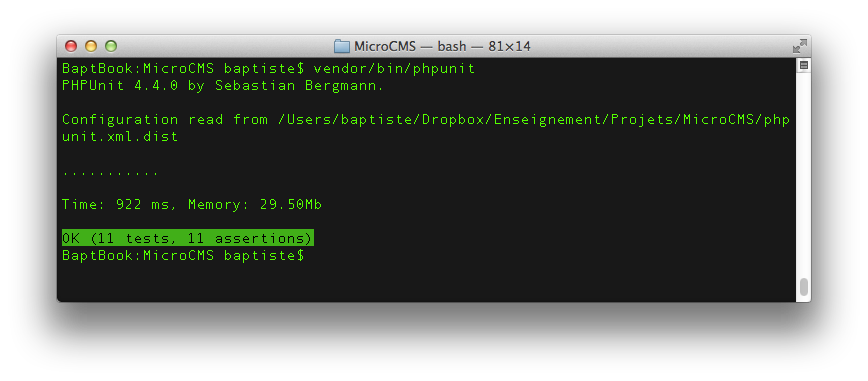 MicroCMS — bash — 81×14
BaptBook:MicroCMS baptiste$ vendor/bin/phpunit
PHPUnit 4.4.0 by Sebastian Bergmann.
Configuration read from /Users/baptiste/Dropbox/Enseignement/Projets/MicroCMS/php
unit.xml.dist
...........
Time: 922 ms, Memory: 29.50Mb
OK (11 tests, 11 assertions)
BaptBook:MicroCMS baptiste$